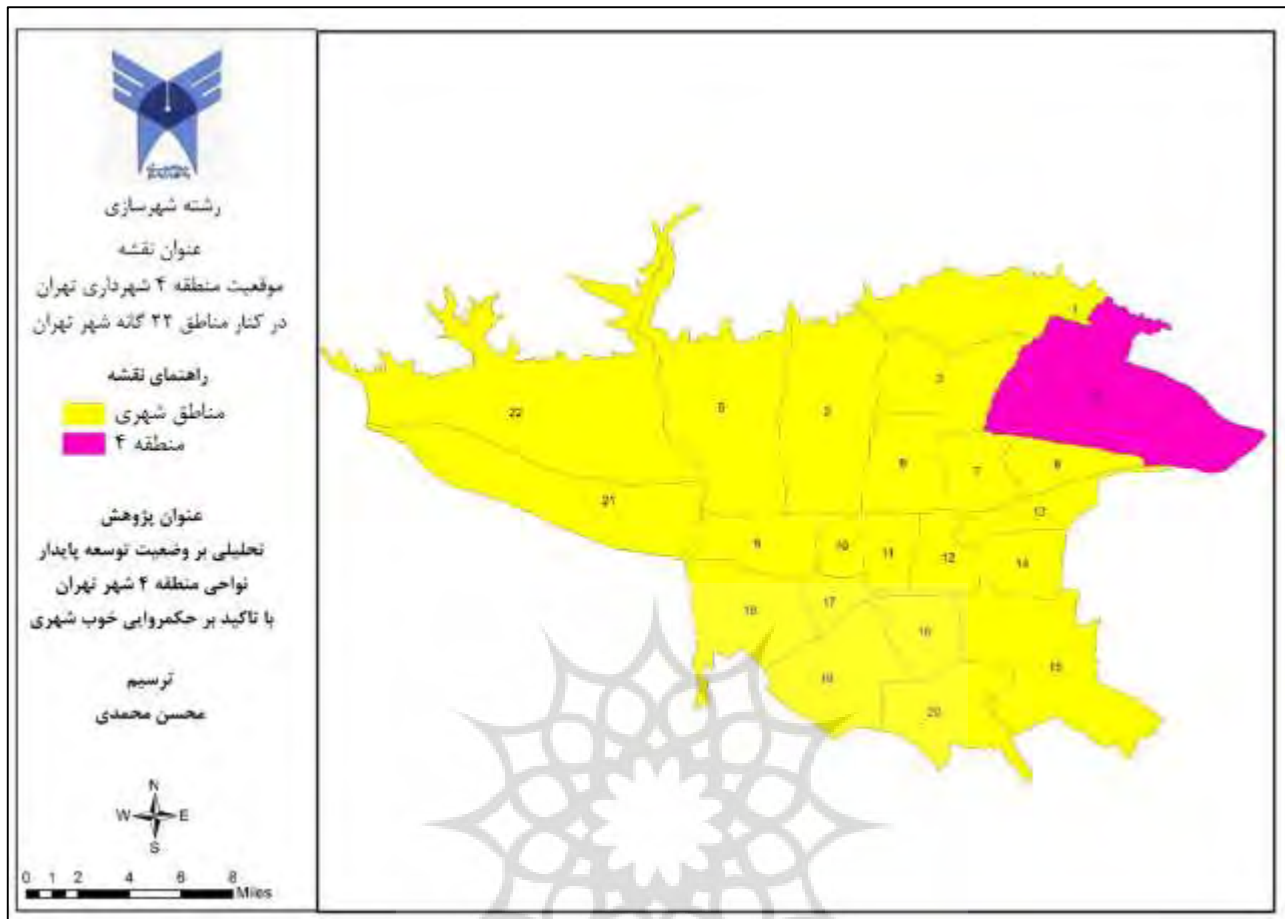 رشته شهرسازی
عنوان نقشه
موقعیت منطقه ۴ شهرداری تهران
در کنار مناطق ۲۲ گانه شهر تهران
راهنمای نقشه
مناطق شهری
منطقه ۴
عنوان پژوهش
تحلیلی بر وضعیت توسعه پایدار
نواحی منطقه ۴ شهر تهران
با تاکید بر حکمروایی خوب شهری
ترسیم
محسن محمدی
N
W E
S
0 1 2 4 6 8
Miles
1
3
22
5
2
6
7
8
21
13
9
10
11
12
14
18
17
16
19
15
20